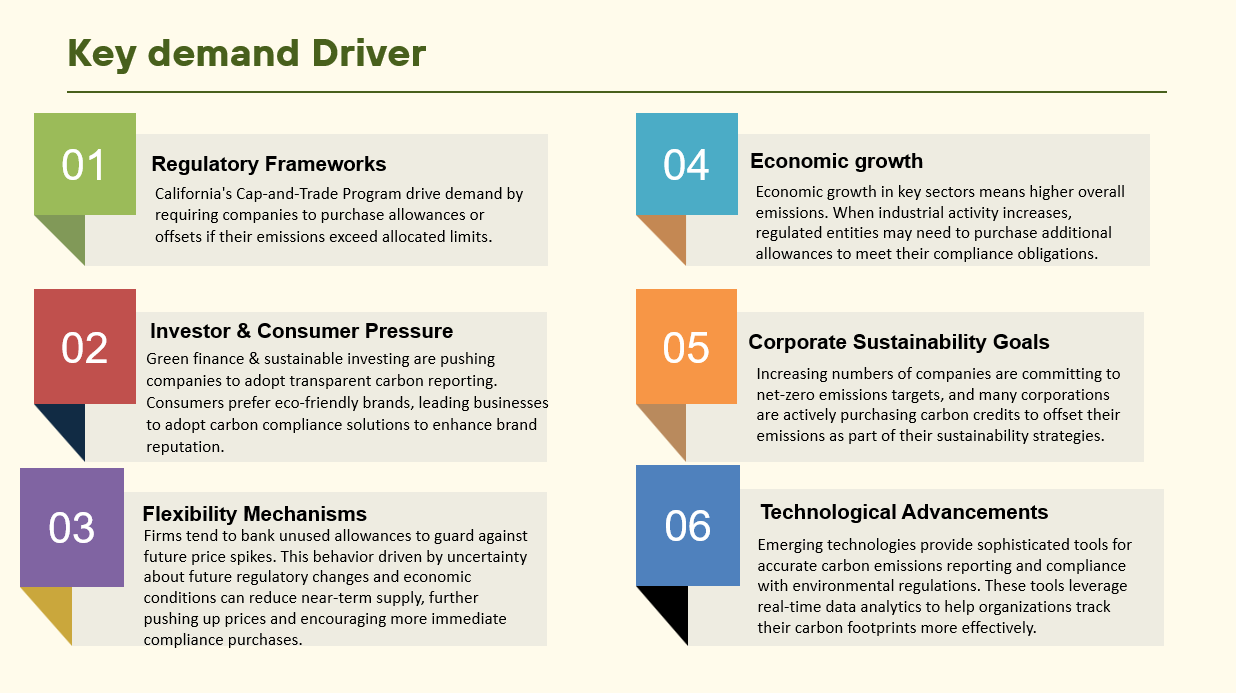 Key demand Driver
01
Regulatory Frameworks
California's Cap-and-Trade Program drive demand by
requiring companies to purchase allowances or
offsets if their emissions exceed allocated limits.
02
Investor & Consumer Pressure
Green finance & sustainable investing are pushing
companies to adopt transparent carbon reporting.
Consumers prefer eco-friendly brands, leading businesses
to adopt carbon compliance solutions to enhance brand
reputation.
03
Flexibility Mechanisms
Firms tend to bank unused allowances to guard against
future price spikes. This behavior driven by uncertainty
about future regulatory changes and economic
conditions can reduce near-term supply, further
pushing up prices and encouraging more immediate
compliance purchases.
04
Economic growth
Economic growth in key sectors means higher overall
emissions. When industrial activity increases,
regulated entities may need to purchase additional
allowances to meet their compliance obligations.
05
Corporate Sustainability Goals
Increasing numbers of companies are committing to
net-zero emissions targets, and many corporations
are actively purchasing carbon credits to offset their
emissions as part of their sustainability strategies.
06
Technological Advancements
Emerging technologies provide sophisticated tools for
accurate carbon emissions reporting and compliance
with environmental regulations. These tools leverage
real-time data analytics to help organizations track
their carbon footprints more effectively.